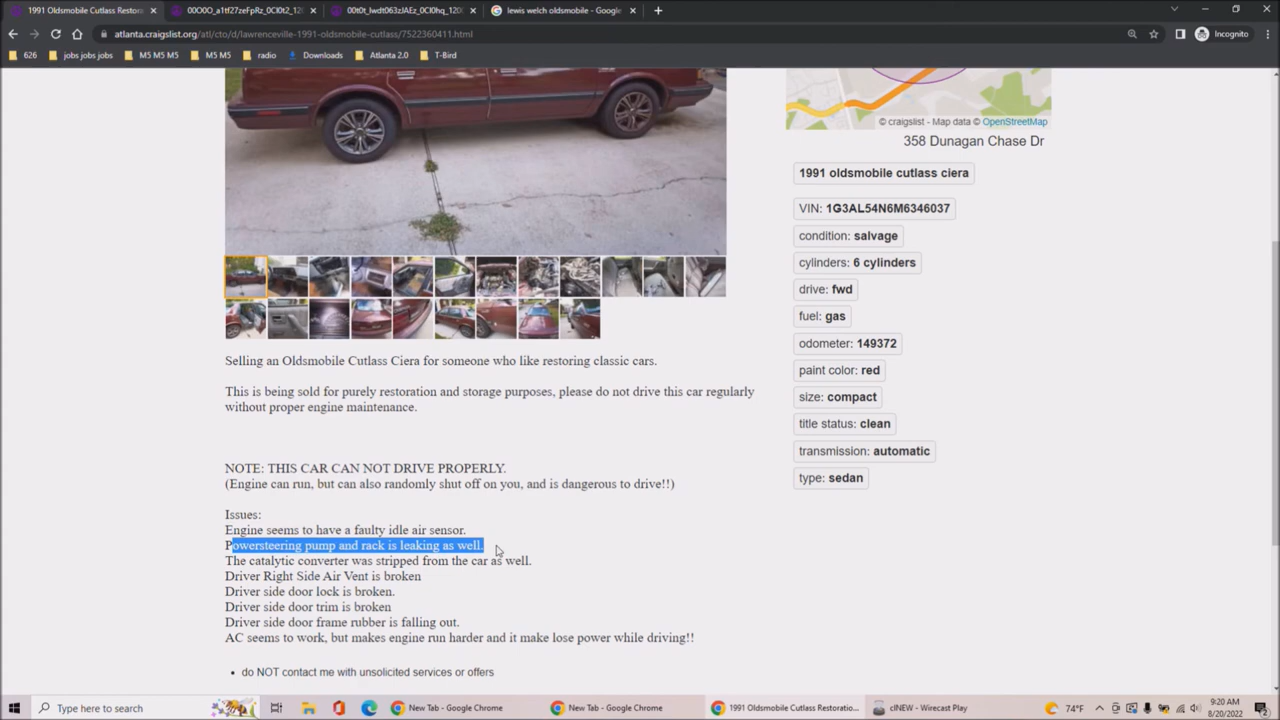 1991 Oldsmobile Cutlass Restora
00O0O_a1tf27zeFpRz_0CI0t2_120
00t0t_lwdt063zIAEz_0CI0hq_120
lewis welch oldsmobile - Google
atlanta.craigslist.org/atl/cto/d/lawrenceville-1991-oldsmobile-cutlass/7522360411.html
Incognito
626
jobs jobs jobs
M5 M5 M5
M5 M5
radio
Downloads
Atlanta 2.0
T-Bird
© craigslist - Map data © OpenStreetMap
358 Dunagan Chase Dr
1991 oldsmobile cutlass ciera
VIN: 1G3AL54N6M6346037
condition: salvage
cylinders: 6 cylinders
drive: fwd
fuel: gas
odometer: 149372
paint color: red
size: compact
title status: clean
transmission: automatic
type: sedan
Selling an Oldsmobile Cutlass Ciera for someone who like restoring classic cars.
This is being sold for purely restoration and storage purposes, please do not drive this car regularly
without proper engine maintenance.
NOTE: THIS CAR CAN NOT DRIVE PROPERLY.
(Engine can run, but can also randomly shut off on you, and is dangerous to drive!!)
Issues:
Engine seems to have a faulty idle air sensor.
Powersteering pump and rack is leaking as well.
The catalytic converter was stripped from the car as well.
Driver Right Side Air Vent is broken
Driver side door lock is broken.
Driver side door trim is broken
Driver side door frame rubber is falling out.
AC seems to work, but makes engine run harder and it make lose power while driving!!
do NOT contact me with unsolicited services or offers
Type here to search
New Tab - Google Chrome
New Tab - Google Chrome
1991 Oldsmobile Cutlass Restoratio...
cINEW - Wirecast Play
74°F
9:20 AM
8/20/2022